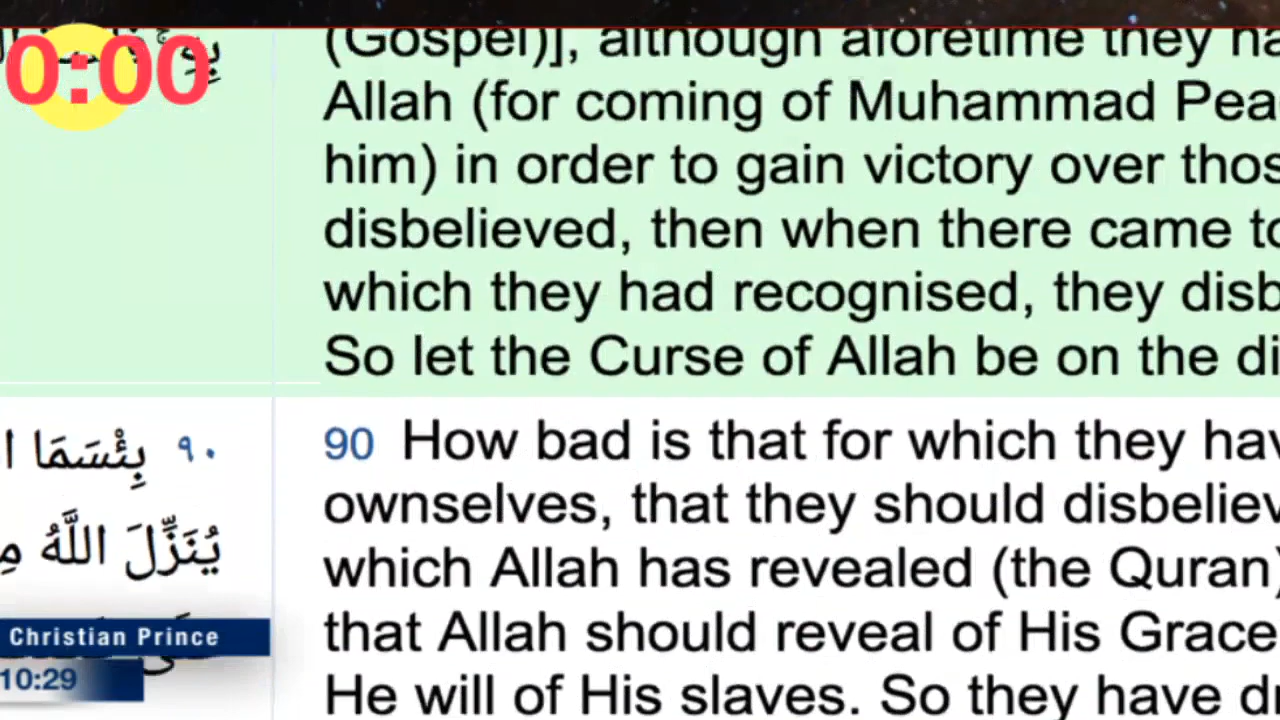 0:00
(Gospel)], although aforetime they ha
Allah (for coming of Muhammad Pea
him) in order to gain victory over thos
disbelieved, then when there came to
which they had recognised, they disb
So let the Curse of Allah be on the di
٩٠ بِئْسَمَا ا
يُنَزِّلَ اللَّهُ مِ
90 How bad is that for which they hav
ownselves, that they should disbeliev
which Allah has revealed (the Quran)
that Allah should reveal of His Grace
He will of His slaves. So they have dr
Christian Prince
10:29